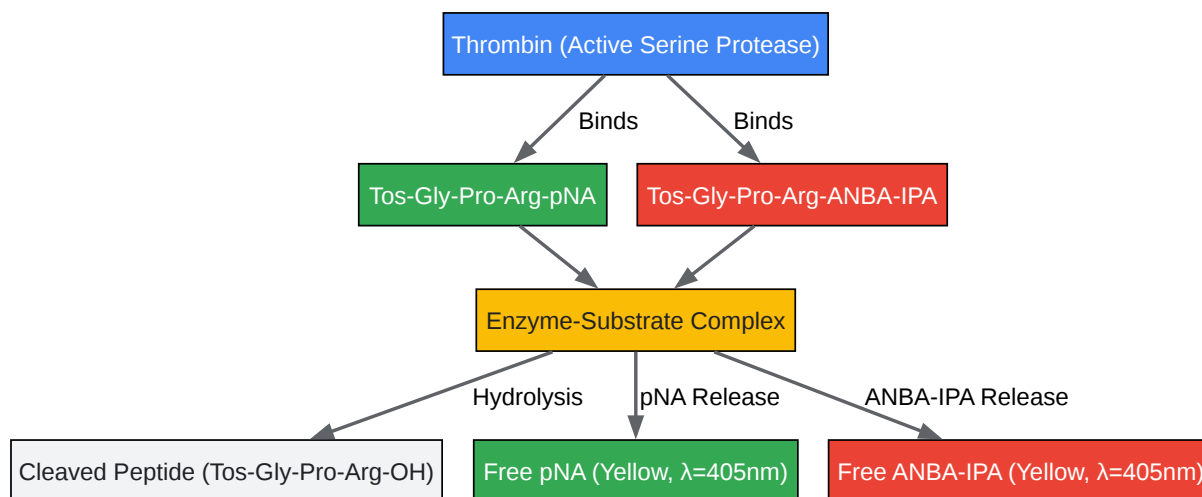 Thrombin (Active Serine Protease)
Binds
Binds
Tos-Gly-Pro-Arg-pNA
Tos-Gly-Pro-Arg-ANBA-IPA
Enzyme-Substrate Complex
Hydrolysis
pNA Release
ANBA-IPA Release
Cleaved Peptide (Tos-Gly-Pro-Arg-OH)
Free pNA (Yellow, λ=405nm)
Free ANBA-IPA (Yellow, λ=405nm)